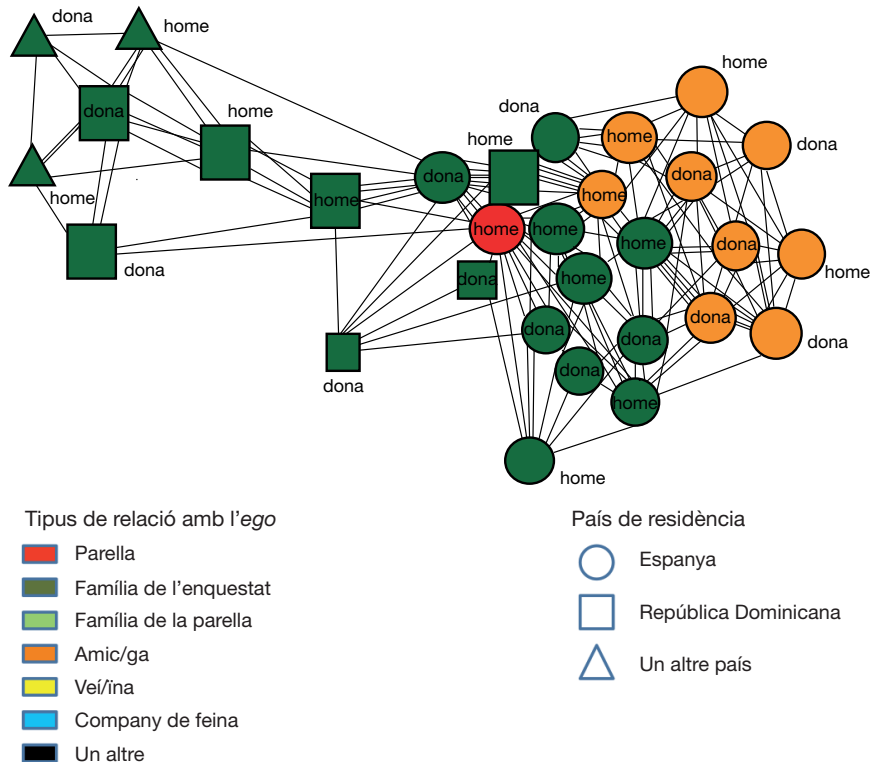 dona
home
home
dona
dona
home
dona
home
home
home
dona
dona
home
home
dona
home
home
home
home
dona
home
dona
home
dona
dona
dona
dona
dona
dona
dona
home
home
Tipus de relació amb l'ego
Parella
Família de l'enquestat
Família de la parella
Amic/ga
Veí/ïna
Company de feina
Un altre
País de residència
Espanya
República Dominicana
Un altre país